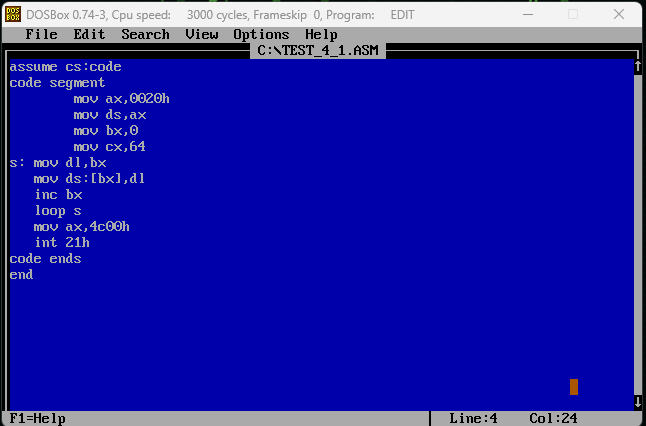 DOS BOX DOSBox 0.74-3, Cpu speed: 3000 cycles, Frameskip 0, Program: EDIT
File Edit Search View Options Help
C:\TEST_4_1.ASM
assume cs:code
code segment
mov ax,0020h
mov ds,ax
mov bx,0
mov cx,64
s: mov dl,bx
mov ds:[bx],dl
inc bx
loop s
mov ax,4c00h
int 21h
code ends
end
F1=Help Line:4 Col:24